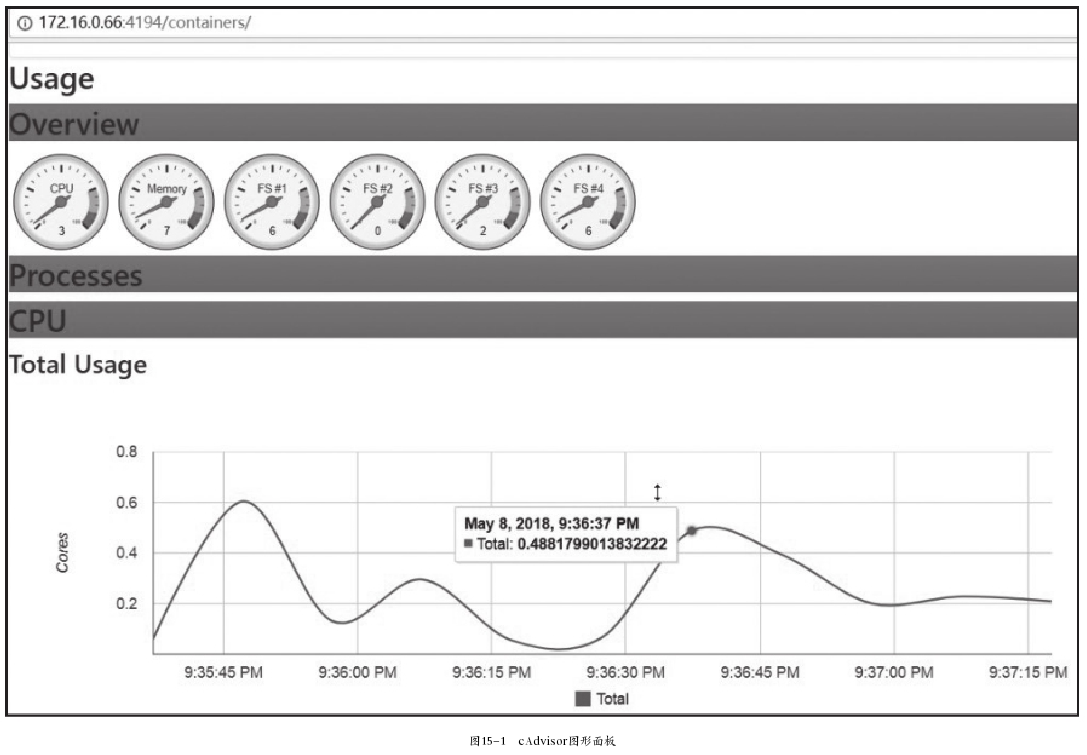 172.16.0.66:4194/containers/
Usage
Overview
CPU
3
Memory
7
FS #1
6
FS #2
0
FS #3
2
FS #4
6
Processes
CPU
Total Usage
Cores
0.8
0.6
0.4
0.2
May 8, 2018, 9:36:37 PM
Total: 0.4881799013832222
9:35:45 PM 9:36:00 PM 9:36:15 PM 9:36:30 PM 9:36:45 PM 9:37:00 PM 9:37:15 PM
Total
图15-1 cAdvisor图形面板